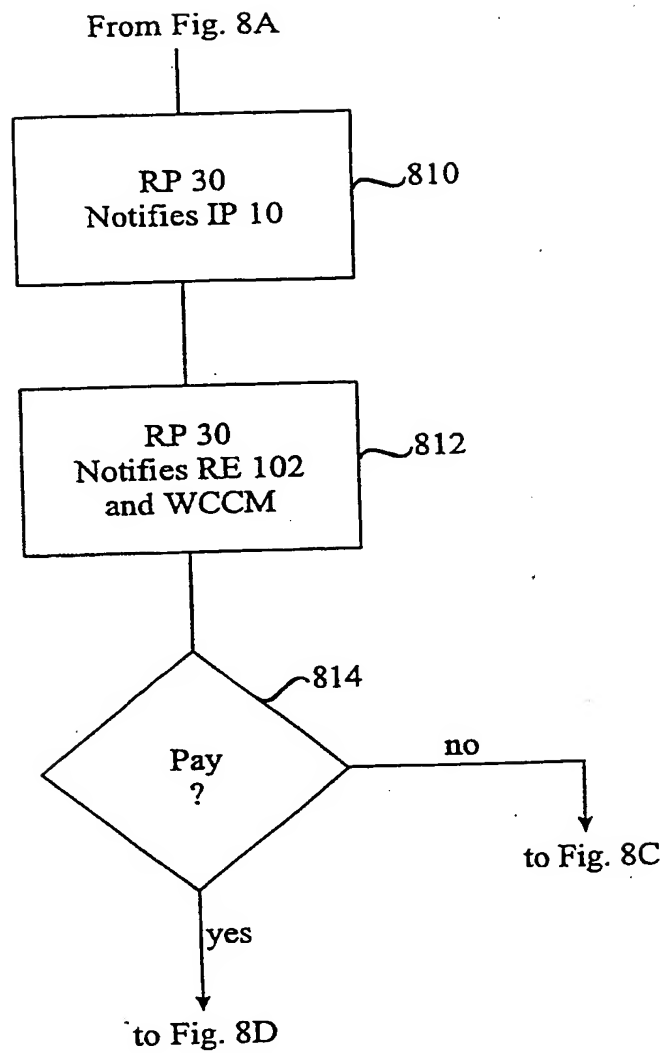 From Fig. 8A
RP 30
Notifies IP 10
810
RP 30
Notifies RE 102
and WCCM
812
814
Pay
?
no
to Fig. 8C
yes
to Fig. 8D